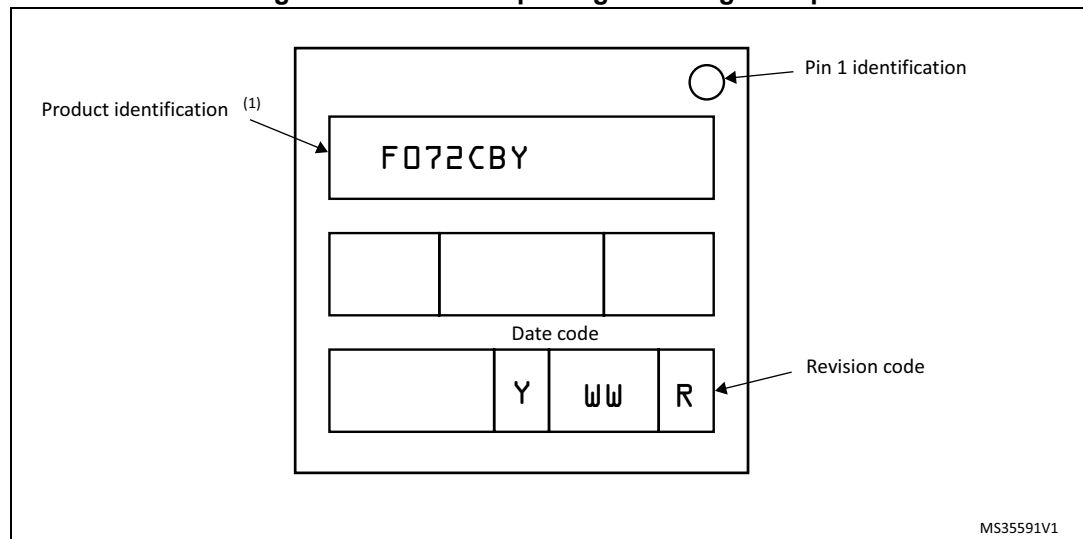 Pin 1 identification
Product identification (1)
F072CBY
Date code
Y WW R
Revision code
MS35591V1